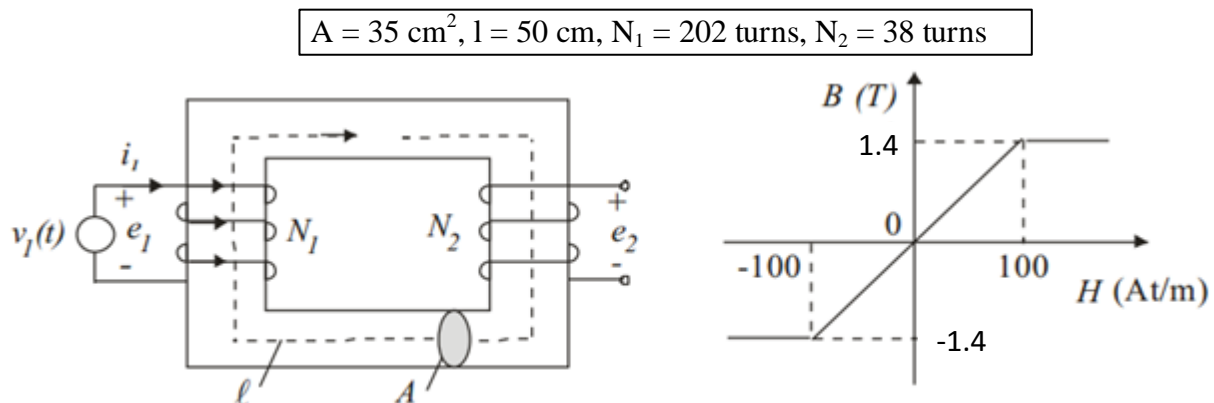 A = 35 cm², l = 50 cm, N₁ = 202 turns, N₂ = 38 turns
B (T)
1.4
i₁
+
+
0
v₁(t)
e₁
N₁
N₂
e₂
-
-
-100
100
H (At/m)
-1.4
ℓ
A